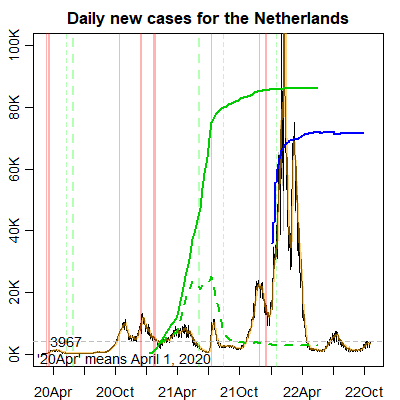 Daily new cases for the Netherlands
100K
80K
60K
40K
20K
0K
3967
'20Apr' means April 1, 2020
20Apr 20Oct 21Apr 21Oct 22Apr 22Oct